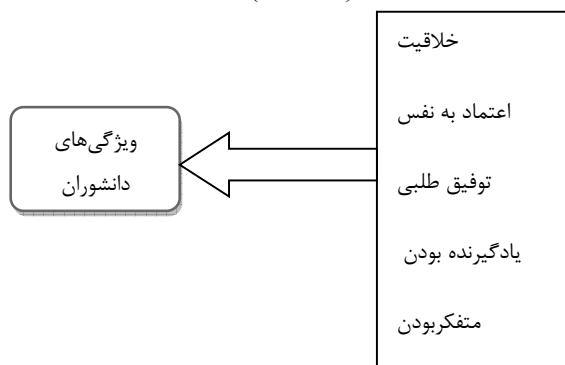 خلاقیت
اعتماد به نفس
توفیق طلبی
یادگیرنده بودن
متفکربودن
ویژگی‌های
دانشوران